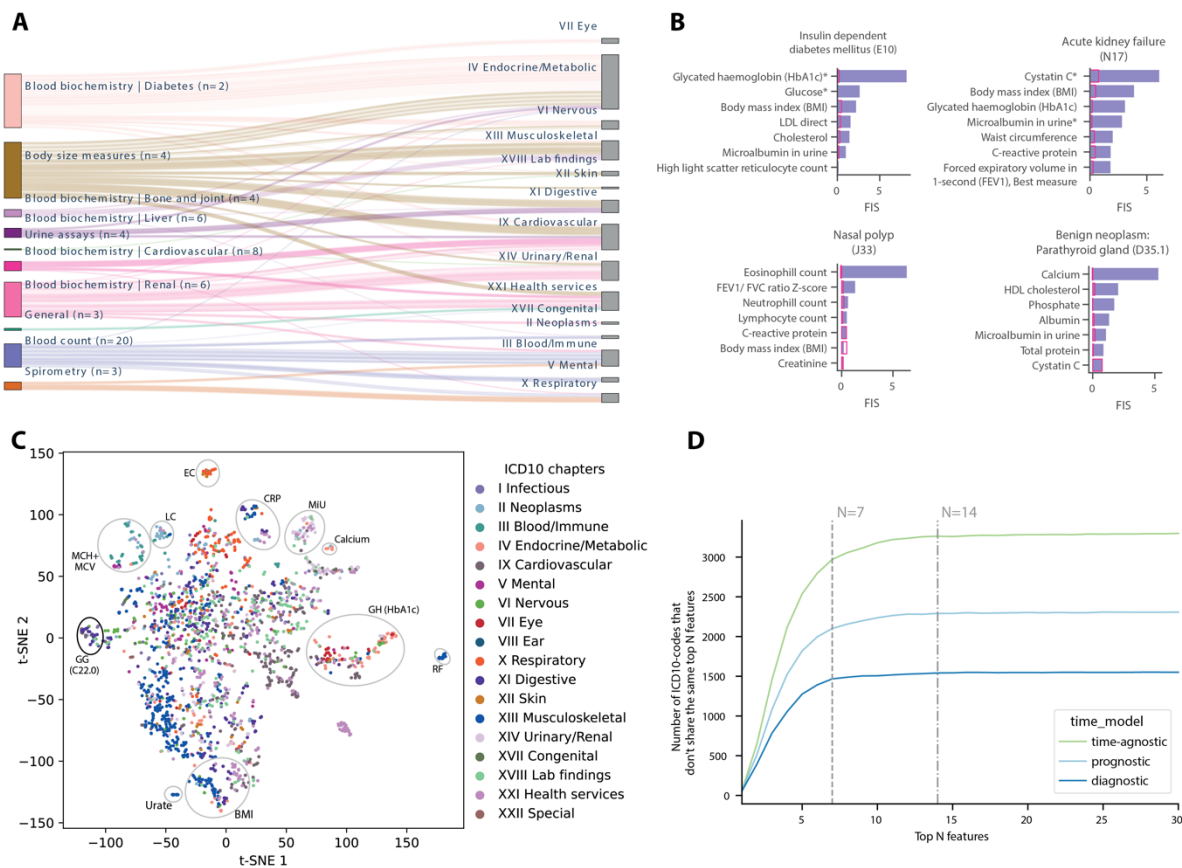 A
VII Eye
IV Endocrine/Metabolic
Blood biochemistry | Diabetes (n=2)
VI Nervous
XIII Musculoskeletal
Body size measures (n=4)
XVIII Lab findings
XII Skin
Blood biochemistry | Bone and joint (n=4)
XI Digestive
Blood biochemistry | Liver (n=6)
Urine assays (n=4)
IX Cardiovascular
Blood biochemistry | Cardiovascular (n=8)
XIV Urinary/Renal
Blood biochemistry | Renal (n=6)
XXI Health services
General (n=3)
XVII Congenital
II Neoplasms
Blood count (n=20)
III Blood/Immune
V Mental
Spirometry (n=3)
X Respiratory
B
Insulin dependent
diabetes mellitus (E10)
Glycated haemoglobin (HbA1c)*
Glucose*
Body mass index (BMI)
LDL direct
Cholesterol
Microalbumin in urine
High light scatter reticulocyte count
0
5
FIS
Acute kidney failure
(N17)
Cystatin C*
Body mass index (BMI)
Glycated haemoglobin (HbA1c)
Microalbumin in urine*
Waist circumference
C-reactive protein
Forced expiratory volume in
1-second (FEV1), Best measure
0
5
FIS
Nasal polyp
(J33)
Eosinophill count
FEV1/ FVC ratio Z-score
Neutrophill count
Lymphocyte count
C-reactive protein
Body mass index (BMI)
Creatinine
0
5
FIS
Benign neoplasm:
Parathyroid gland (D35.1)
Calcium
HDL cholesterol
Phosphate
Albumin
Microalbumin in urine
Total protein
Cystatin C
0
5
FIS
C
150
100
50
0
−50
−100
−150
t-SNE 2
−100
−50
0
50
100
150
t-SNE 1
EC
CRP
MiU
LC
Calcium
MCH+
MCV
GH (HbA1c)
GG
(C22.0)
RF
Urate
BMI
ICD10 chapters
I Infectious
II Neoplasms
III Blood/Immune
IV Endocrine/Metabolic
IX Cardiovascular
V Mental
VI Nervous
VII Eye
VIII Ear
X Respiratory
XI Digestive
XII Skin
XIII Musculoskeletal
XIV Urinary/Renal
XVII Congenital
XVIII Lab findings
XXI Health services
XXII Special
D
N=7
N=14
Number of ICD10-codes that
don't share the same top N features
3000
2500
2000
1500
1000
500
0
5
10
15
20
25
30
Top N features
time_model
time-agnostic
prognostic
diagnostic